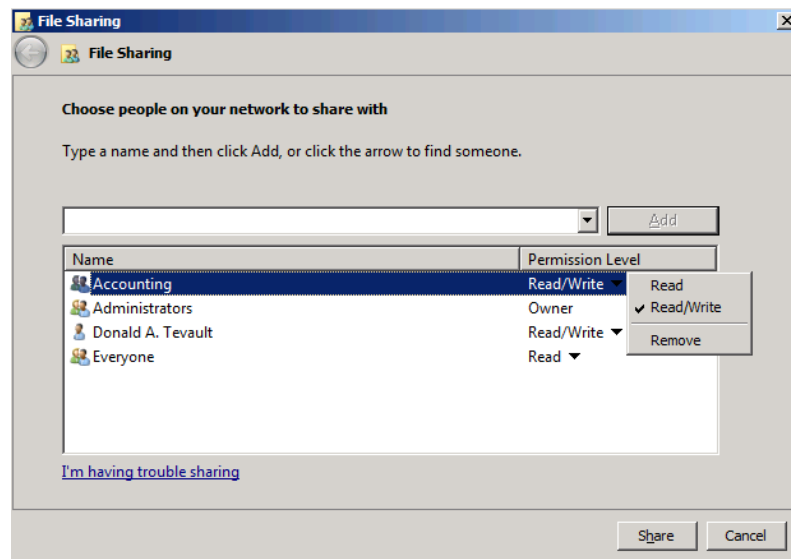 File Sharing
File Sharing
Choose people on your network to share with
Type a name and then click Add, or click the arrow to find someone.
Add
Name Permission Level
Accounting Read/Write Read
Administrators Owner Read/Write
Donald A. Tevault Read/Write Remove
Everyone Read
I'm having trouble sharing
Share Cancel